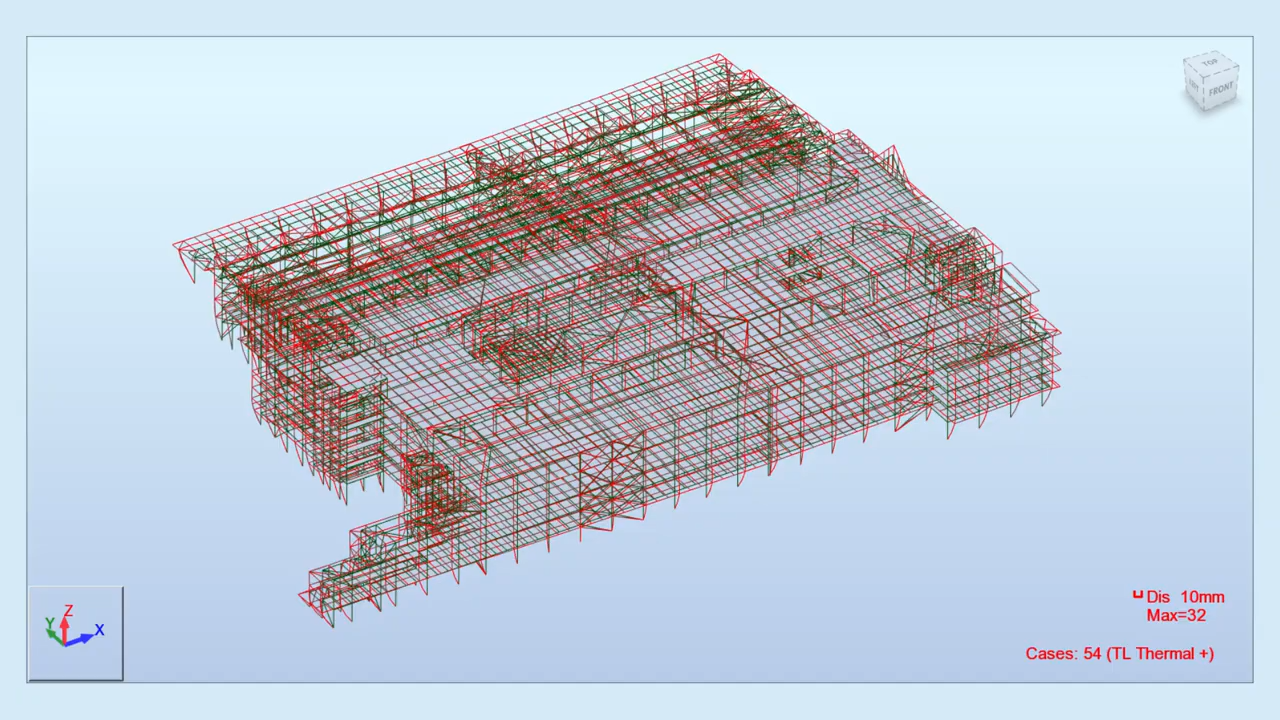 TOP
FRONT
Dis 10mm
Max=32
Cases: 54 (TL Thermal +)
Z
Y
X